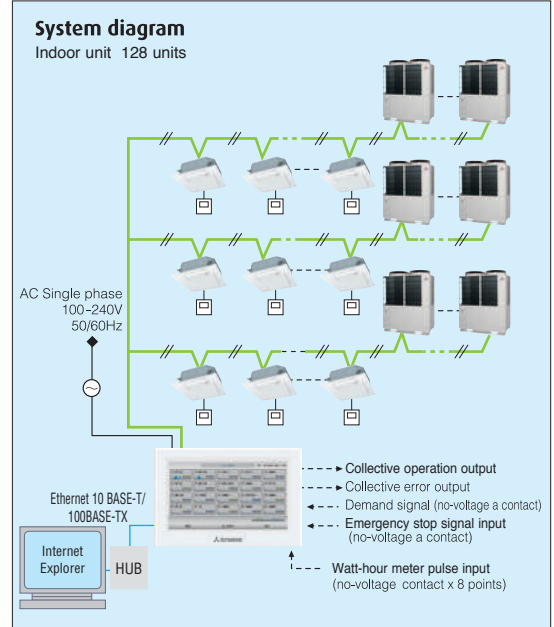 System diagram
Indoor unit 128 units
AC Single phase
100-240V
50/60Hz
Ethernet 10 BASE-T/
100BASE-TX
Internet
Explorer
HUB
Collective operation output
Collective error output
Demand signal (no-voltage a contact)
Emergency stop signal input
(no-voltage a contact)
Watt-hour meter pulse input
(no-voltage contact x 8 points)